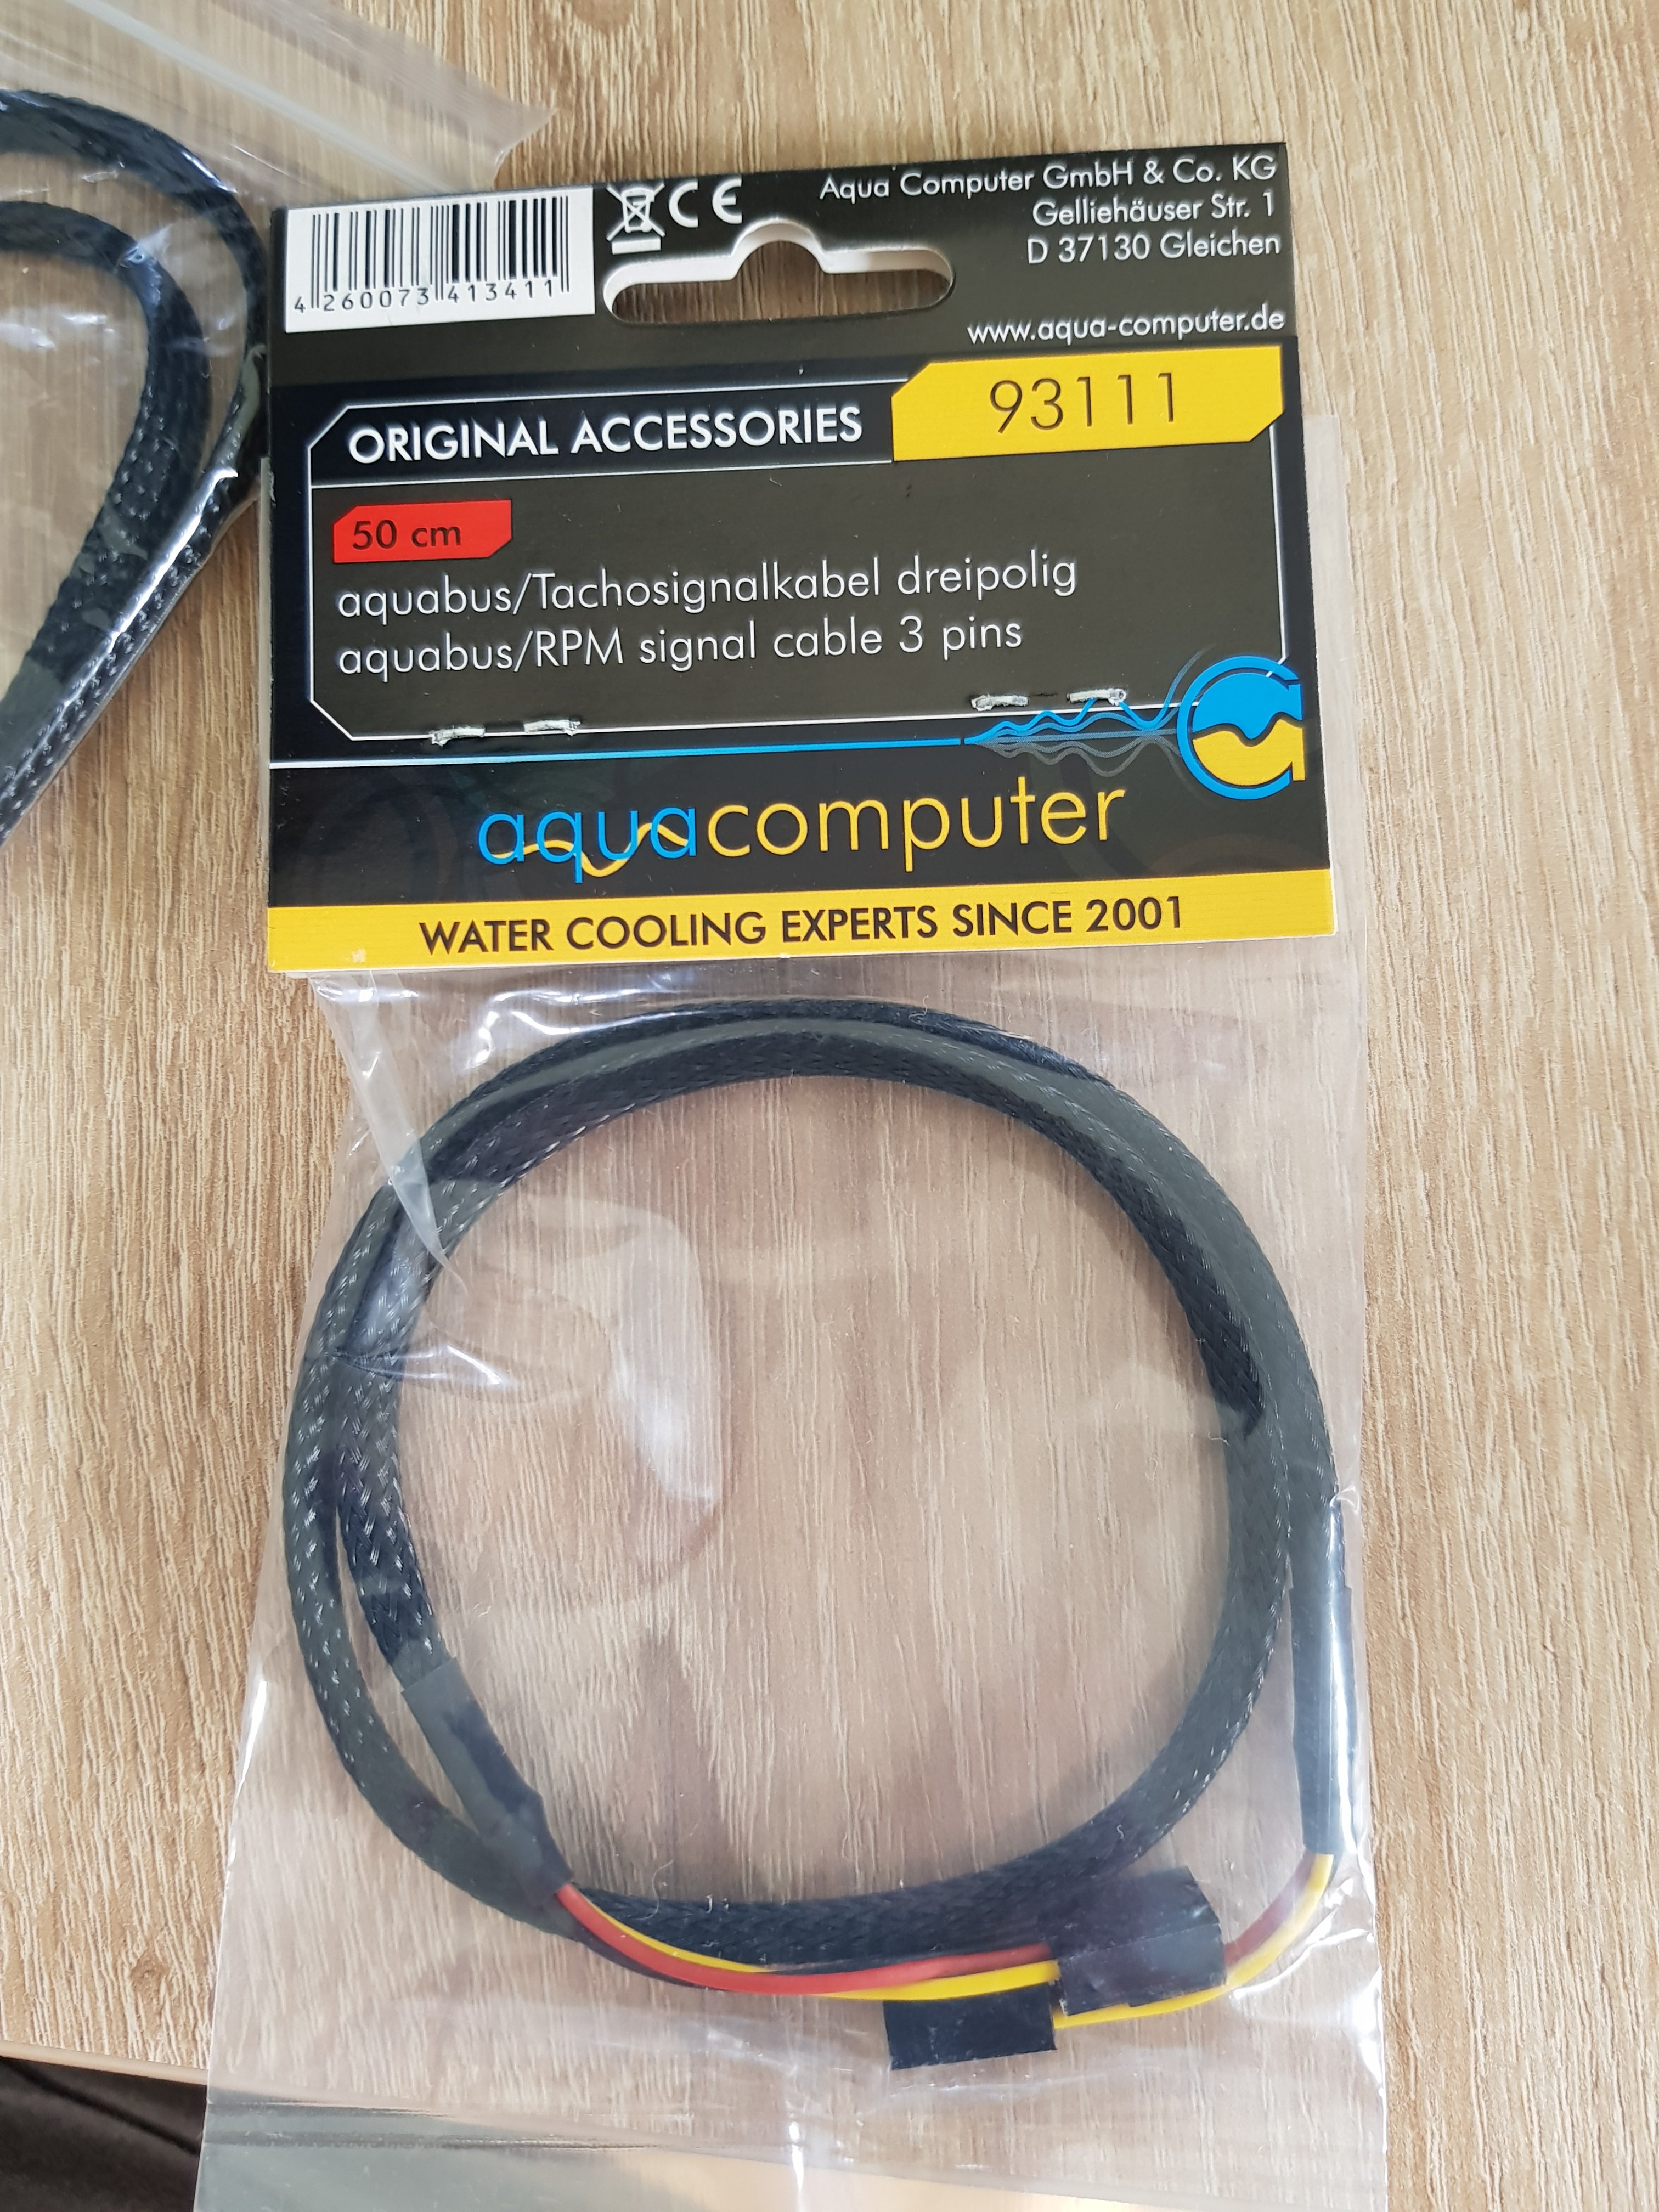 4 260073 413411
CE
Aqua Computer GmbH & Co. KG
Gelliehäuser Str. 1
D 37130 Gleichen
www.aqua-computer.de
ORIGINAL ACCESSORIES
93111
50 cm
aquabus/Tachosignalkabel dreipolig
aquabus/RPM signal cable 3 pins
aquacomputer
WATER COOLING EXPERTS SINCE 2001